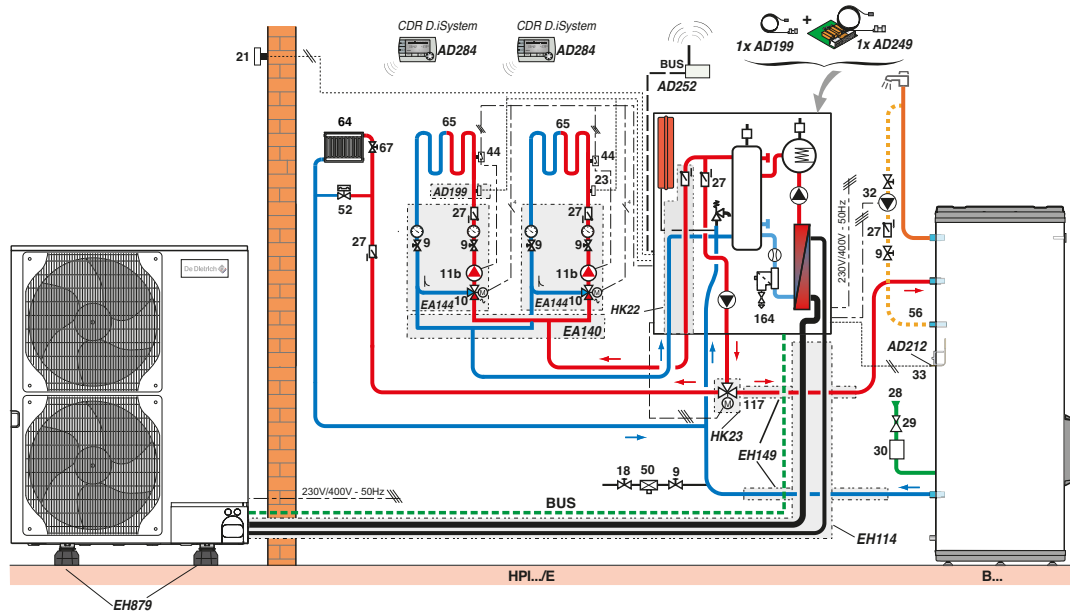 CDR D.iSystem
AD284
CDR D.iSystem
AD284
1x AD199
+
1x AD249
BUS
AD252
21
64
67
52
27
65
44
AD199
27
9
9
11b
10
M
EA144
65
44
23
27
9
9
11b
10
M
EA144
EA140
HK22
27
164
230V/400V - 50Hz
230V/400V - 50Hz
32
27
9
56
AD212
33
28
29
30
M
117
HK23
EH149
18
50
9
De Dietrich
230V/400V - 50Hz
BUS
EH114
HPI.../E
B...
EH879